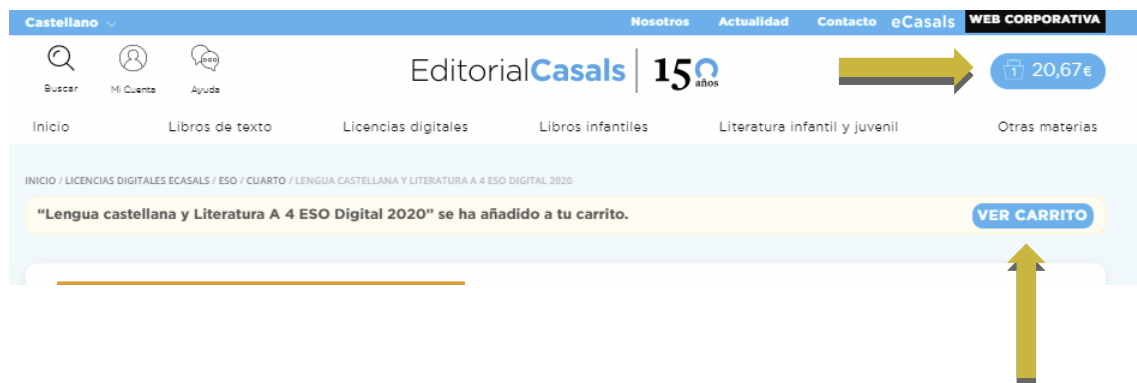 Castellano
Nosotros Actualidad Contacto eCasals WEB CORPORATIVA
Buscar Mi Cuenta Ayuda
EditorialCasals 150 años
1 20,67€
Inicio Libros de texto Licencias digitales Libros infantiles Literatura infantil y juvenil Otras materias
INICIO / LICENCIAS DIGITALES ECASALS / ESO / CUARTO / LENGUA CASTELLANA Y LITERATURA A 4 ESO DIGITAL 2020
“Lengua castellana y Literatura A 4 ESO Digital 2020” se ha añadido a tu carrito. VER CARRITO